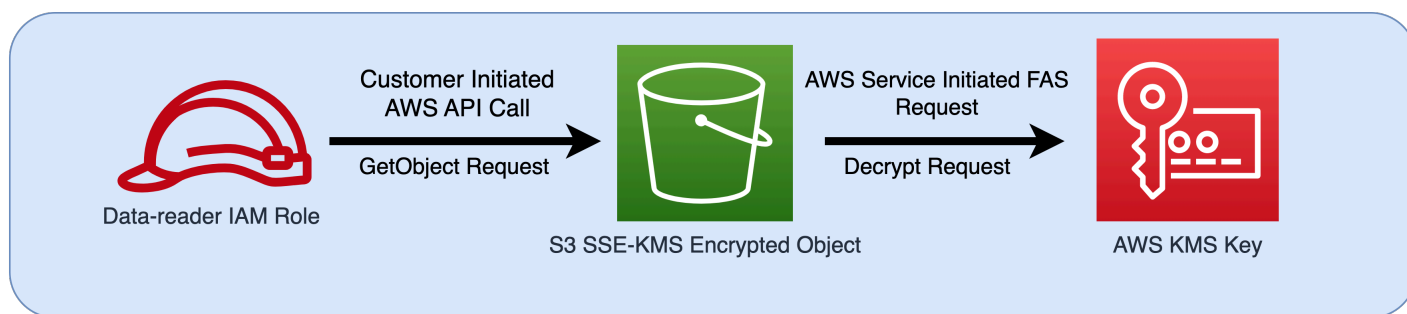 Customer Initiated
AWS API Call
GetObject Request
Data-reader IAM Role
S3 SSE-KMS Encrypted Object
AWS Service Initiated FAS
Request
Decrypt Request
AWS KMS Key